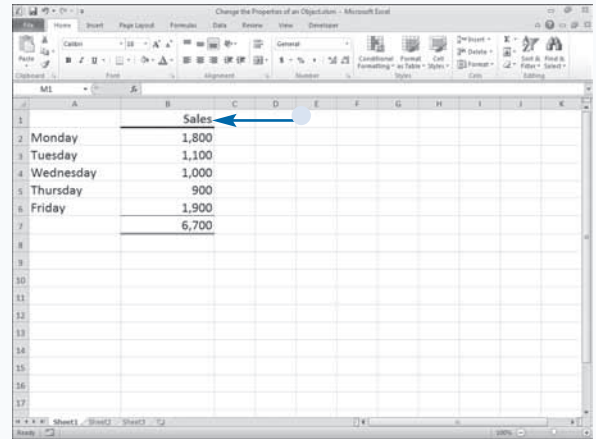 Change the Properties of an Object.xlsm - Microsoft Excel
File Home Insert Page Layout Formulas Data Review View Developer
Calibri 18 A A General Insert
Paste B I U A $ % , Conditional Format Cell Delete Sort & Find &
Formatting as Table Styles Format Filter Select
Clipboard Font Alignment Number Styles Cells Editing
M1 fx
A B C D E F G H I J K
1 Sales
2 Monday 1,800
3 Tuesday 1,100
4 Wednesday 1,000
5 Thursday 900
6 Friday 1,900
7 6,700
8
9
10
11
12
13
14
15
16
17
Sheet1 Sheet2 Sheet3
Ready 100%